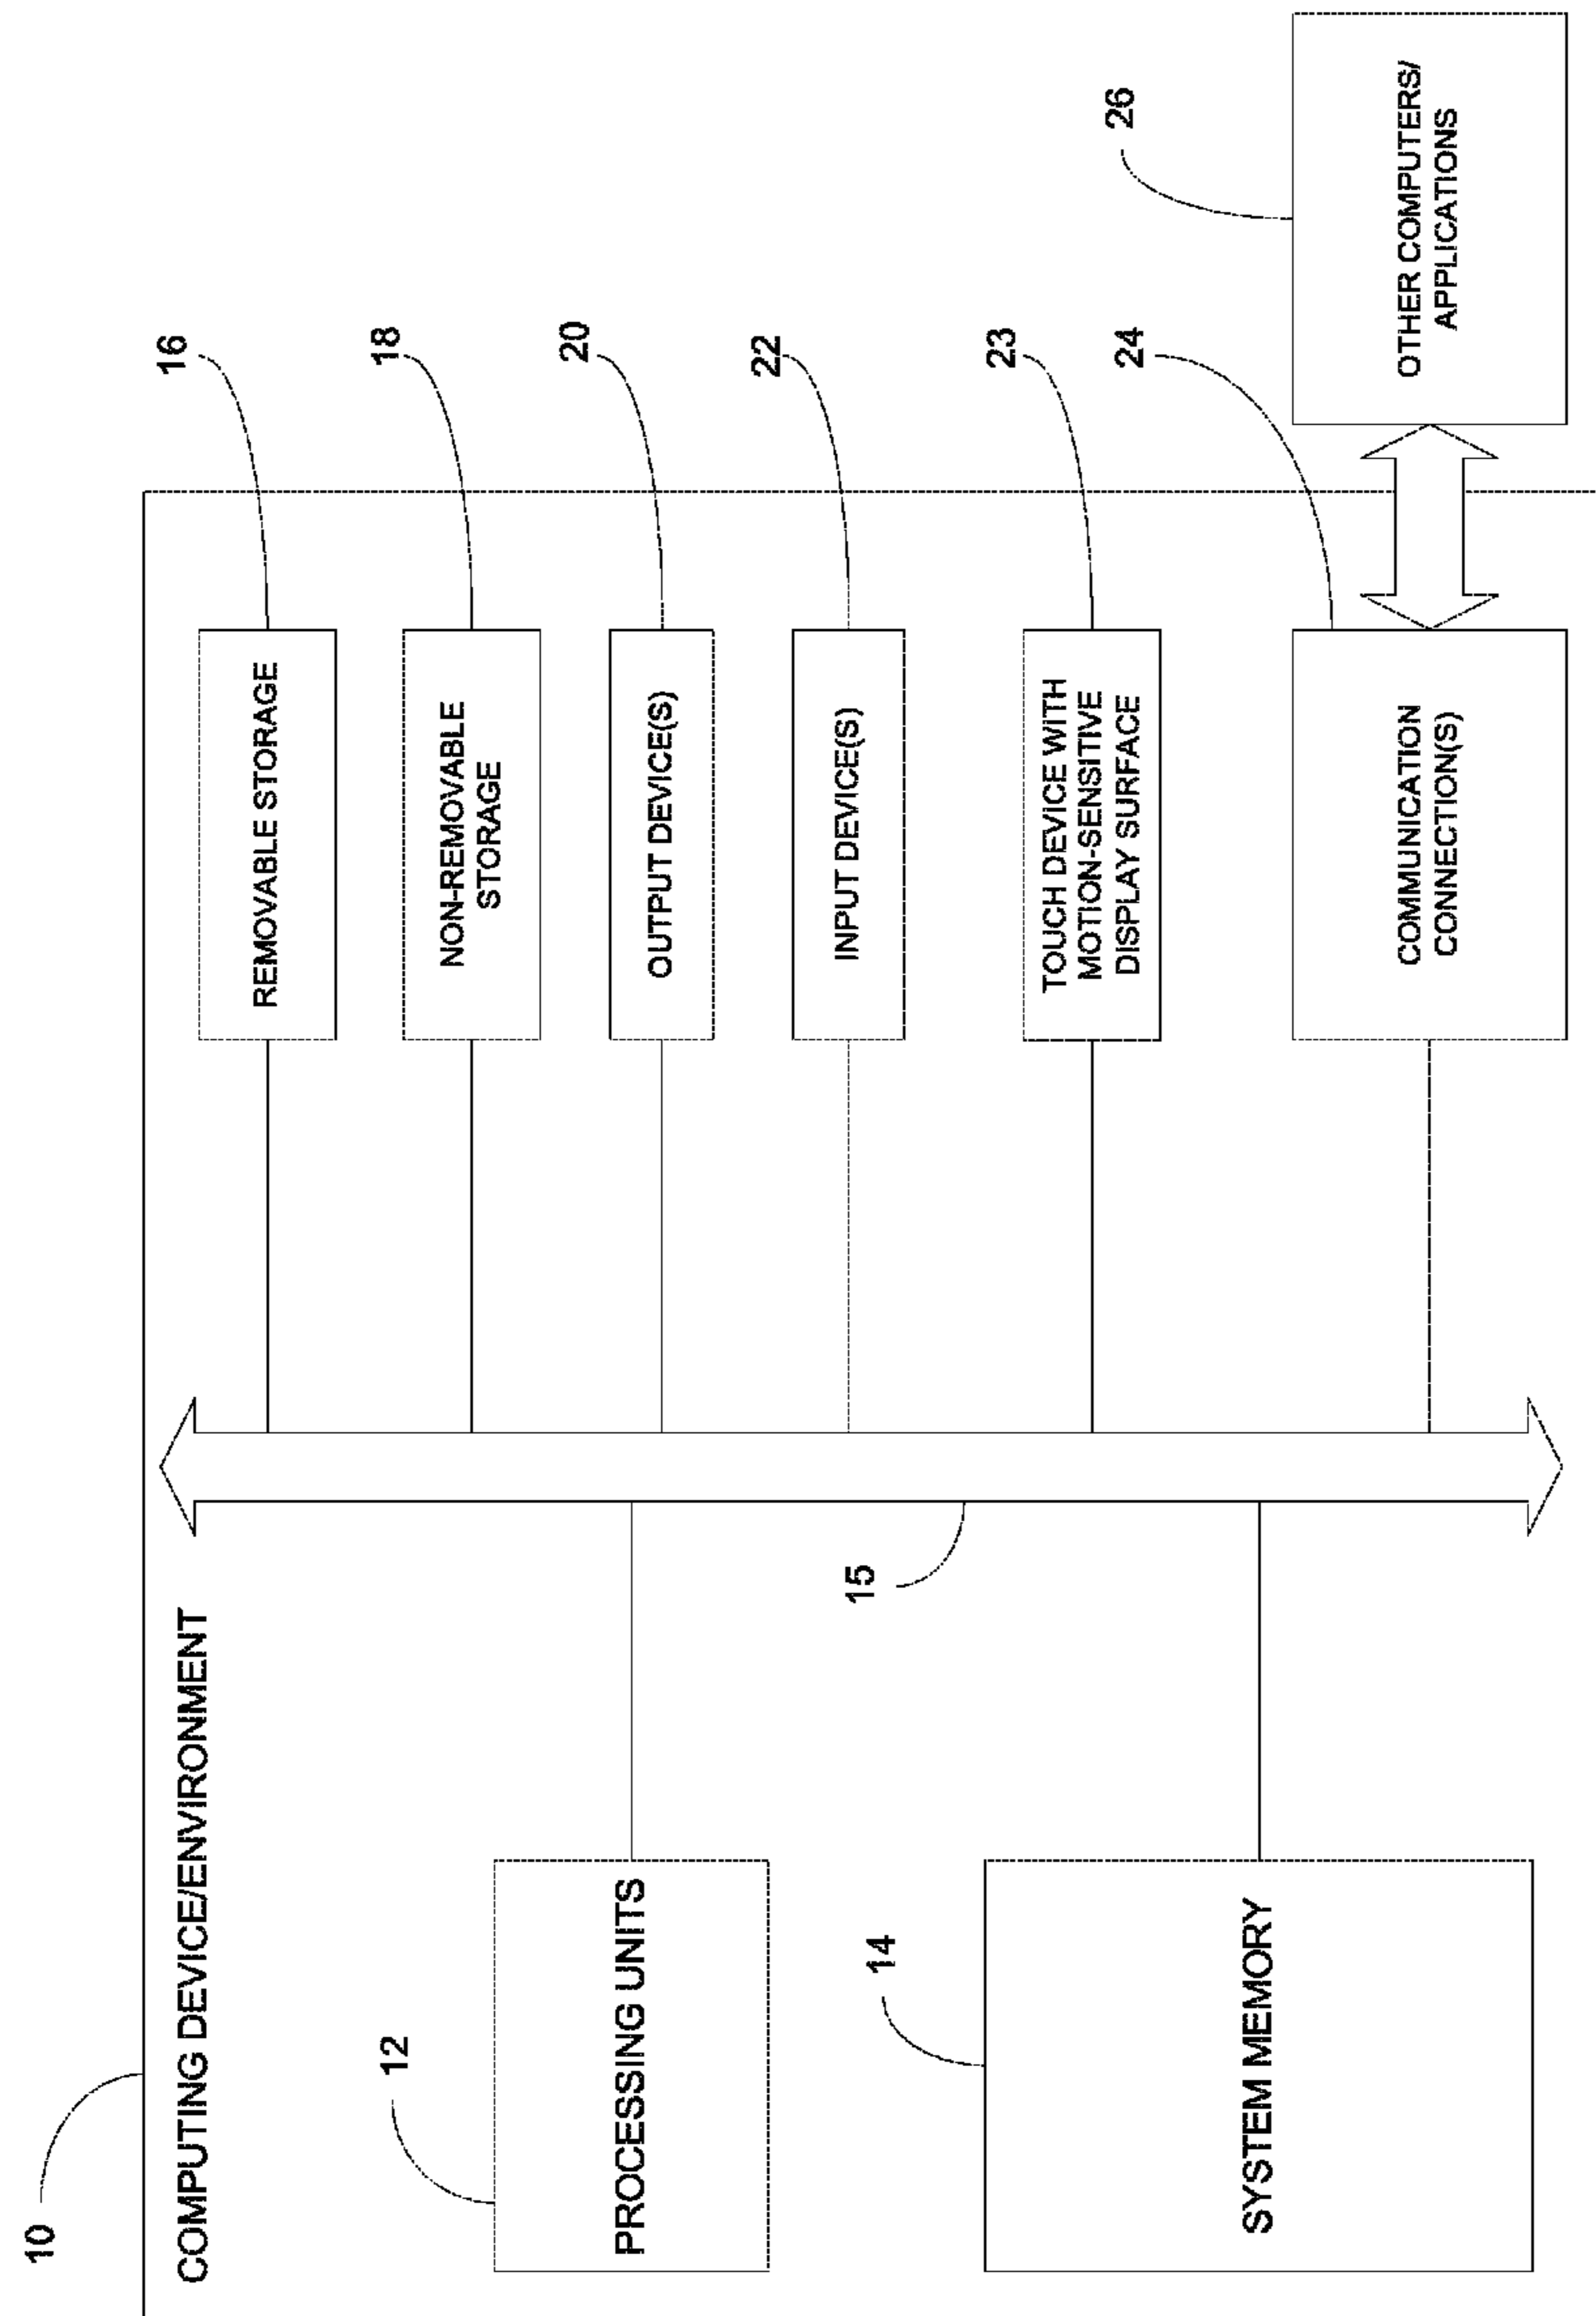 10
COMPUTING DEVICE/ENVIRONMENT
12
PROCESSING UNITS
14
SYSTEM MEMORY
15
REMOVABLE STORAGE
16
NON-REMOVABLE
STORAGE
18
OUTPUT DEVICE(S)
20
INPUT DEVICE(S)
22
TOUCH DEVICE WITH
MOTION-SENSITIVE
DISPLAY SURFACE
23
COMMUNICATION
CONNECTION(S)
24
OTHER COMPUTERS/
APPLICATIONS
26